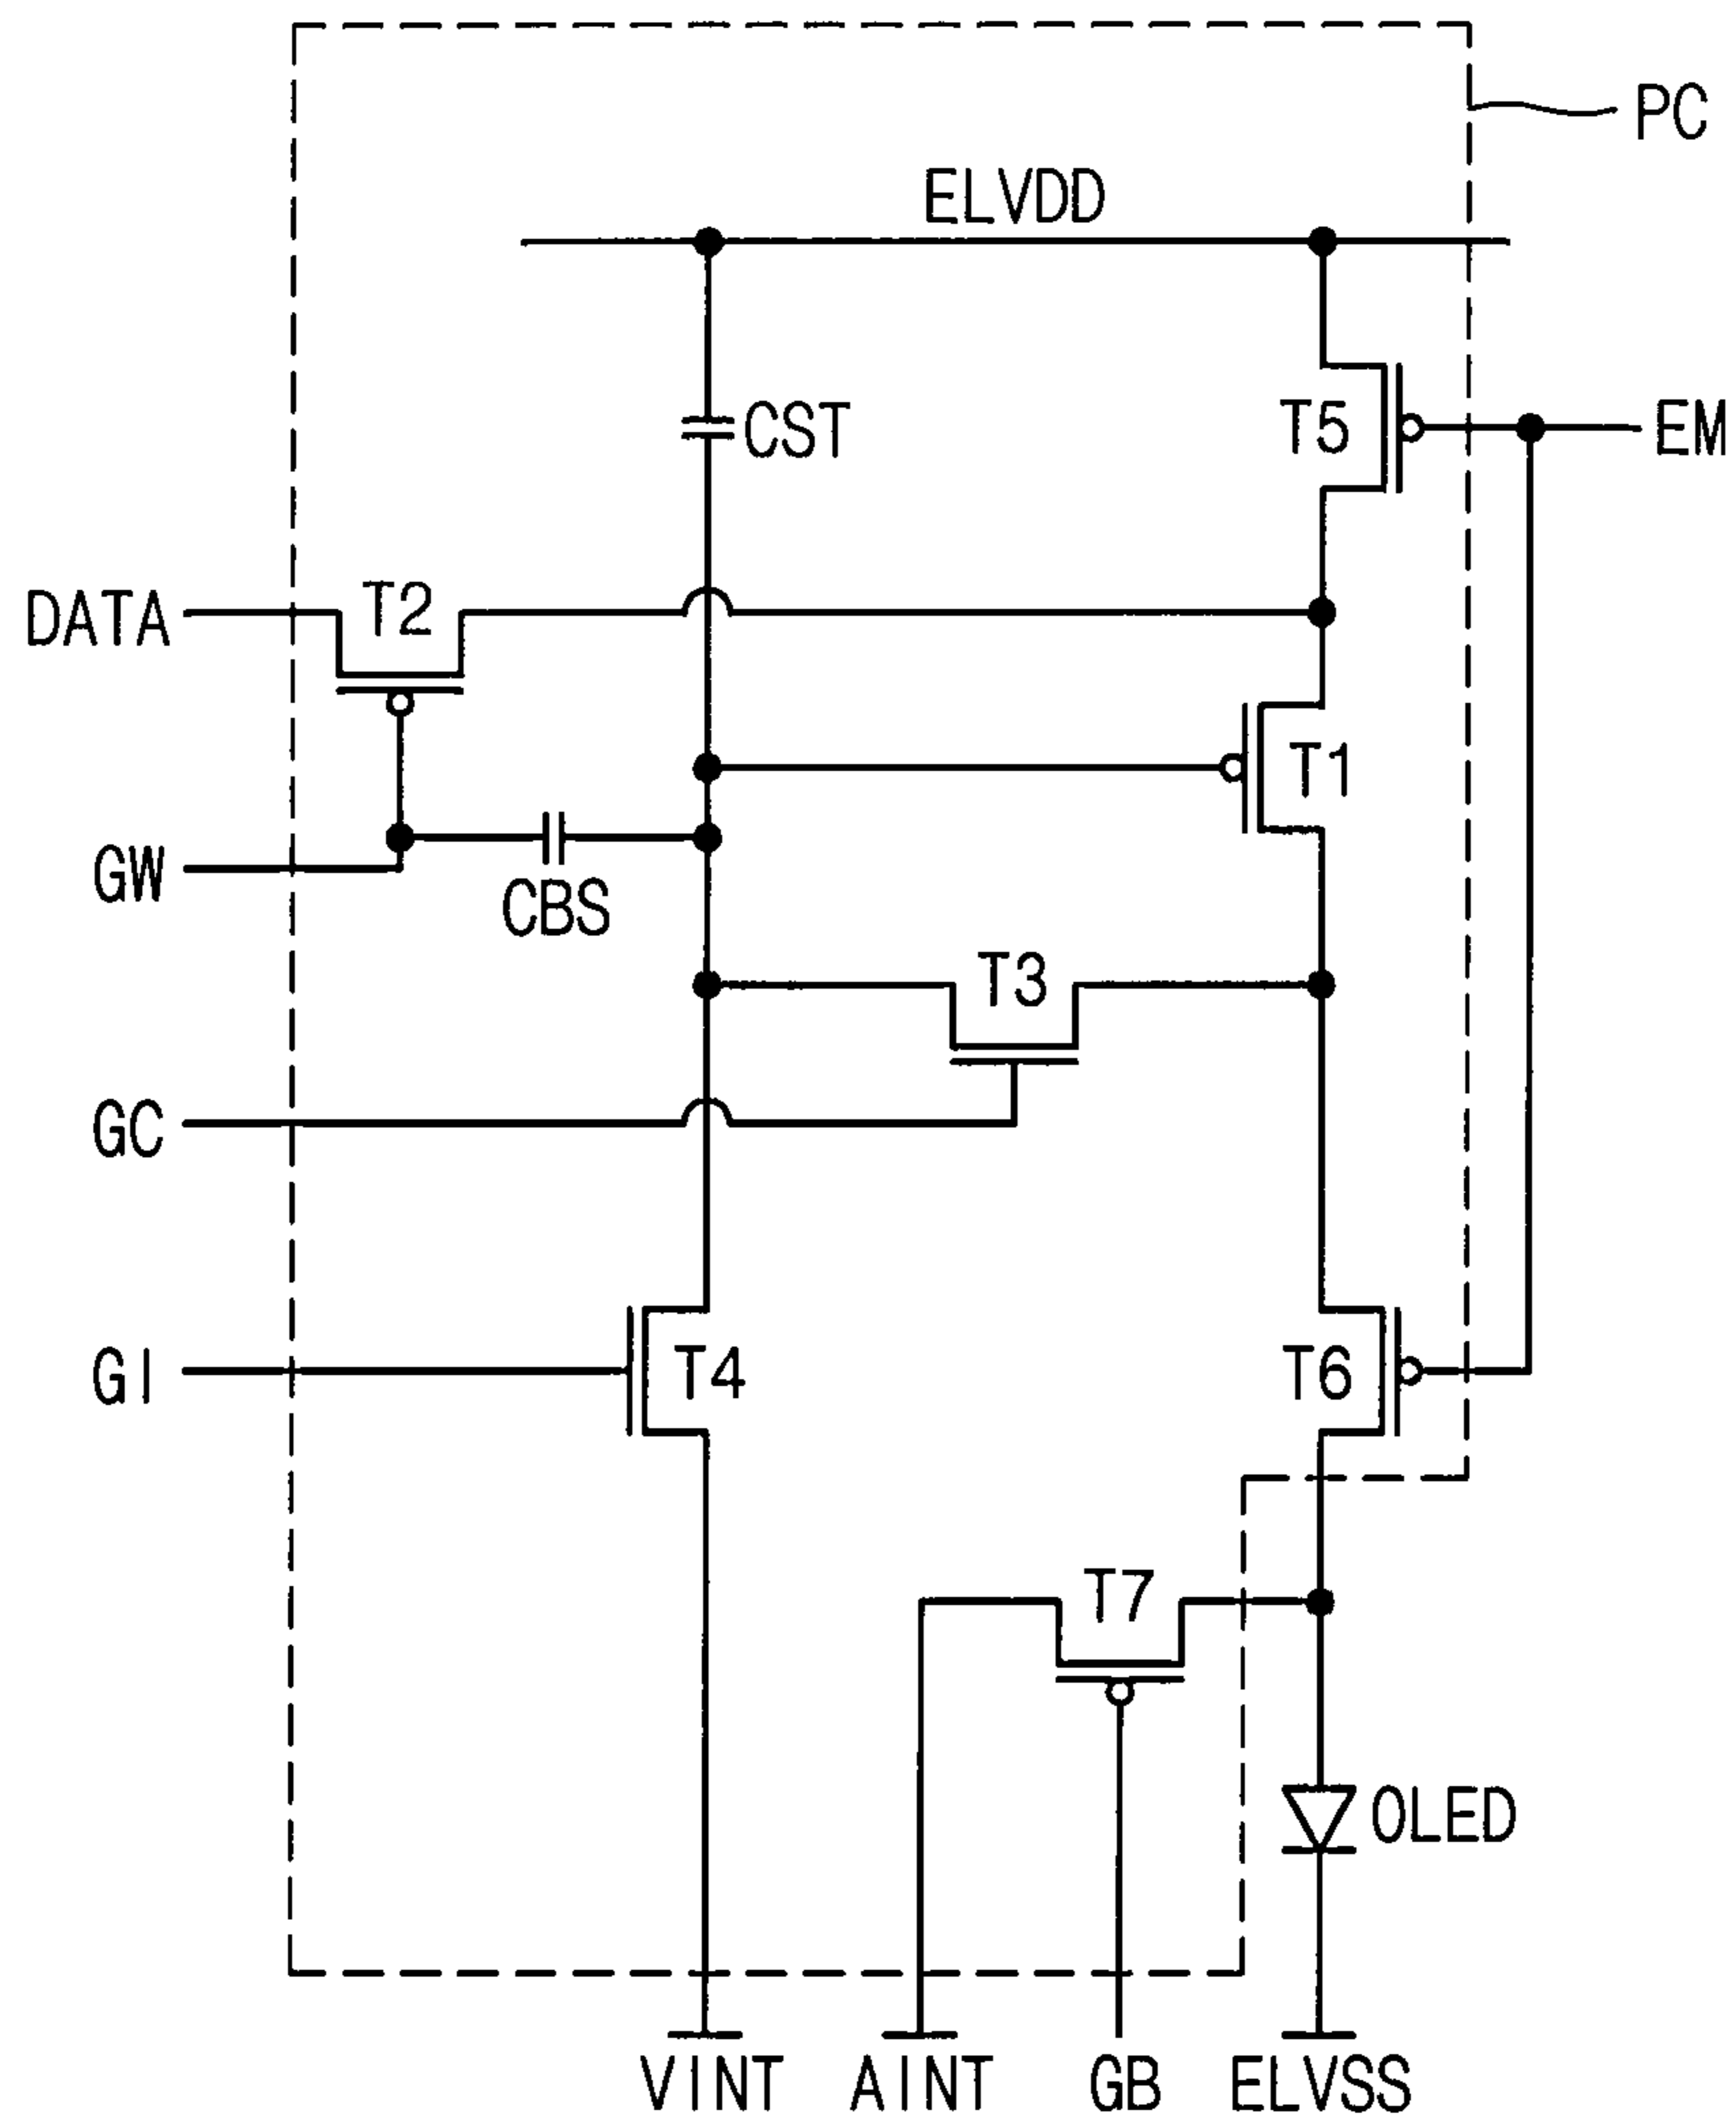 PC
ELVDD
CST
T5
EM
DATA
T2
T1
GW
CBS
T3
GC
GI
T4
T6
T7
OLED
VINT
AINT
GB
ELVSS